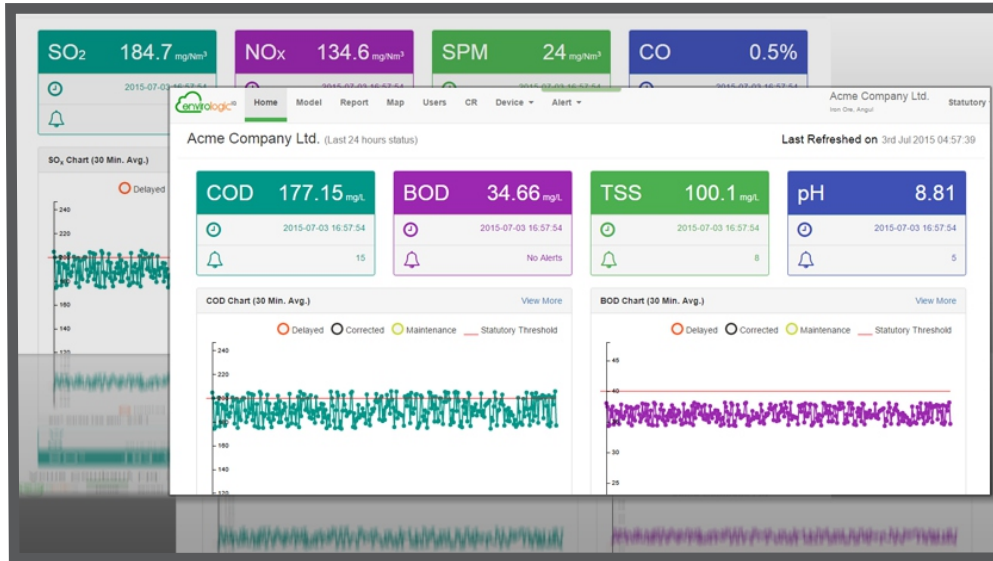 SO2 184.7 mg/Nm³ NOx 134.6 mg/Nm³ SPM 24 mg/Nm³ CO 0.5%
envirologic Home Model Report Map Users CR Device Alert Acme Company Ltd. Statutory
Iron Ore, Angul
Acme Company Ltd. (Last 24 hours status) Last Refreshed on 3rd Jul 2015 04:57:39
SOx Chart (30 Min. Avg.)
Delayed
240
220
180
160
140
120
COD 177.15 mg/L BOD 34.66 mg/L TSS 100.1 mg/L pH 8.81
2015-07-03 16:57:54 2015-07-03 16:57:54 2015-07-03 16:57:54 2015-07-03 16:57:54
15 No Alerts 8 5
COD Chart (30 Min. Avg.) View More BOD Chart (30 Min. Avg.) View More
Delayed Corrected Maintenance Statutory Threshold Delayed Corrected Maintenance Statutory Threshold
240
220
200
180
160
140
120
45
40
35
30
25